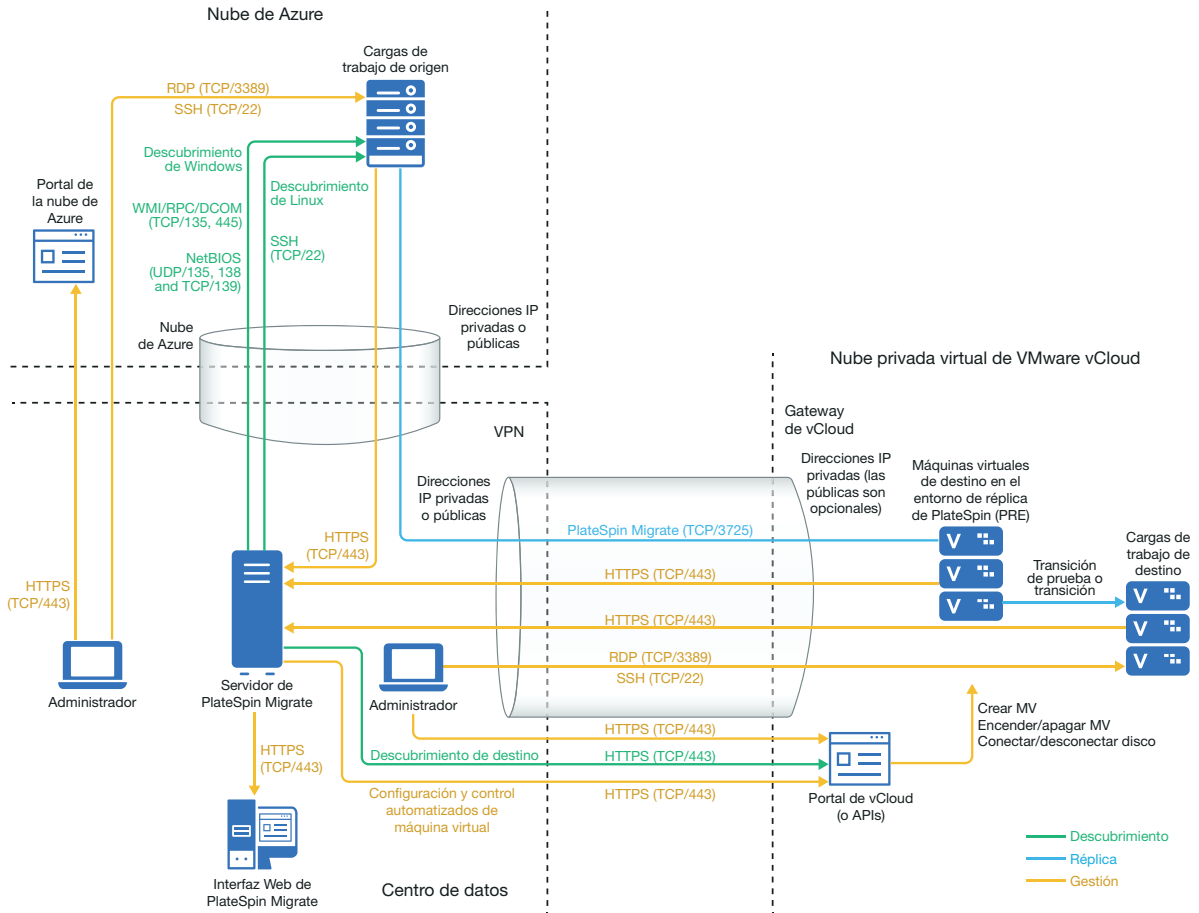 Nube de Azure
Cargas de
trabajo de origen
RDP (TCP/3389)
SSH (TCP/22)
Descubrimiento
de Windows
Portal de
la nube de
Azure
Descubrimiento
de Linux
WMI/RPC/DCOM
(TCP/135, 445)
SSH
(TCP/22)
NetBIOS
(UDP/135, 138
and TCP/139)
Nube
de Azure
Direcciones IP
privadas o
públicas
Nube privada virtual de VMware vCloud
VPN
Gateway
de vCloud
Direcciones
IP privadas
o públicas
Direcciones IP
privadas (las
públicas son
opcionales)
Máquinas virtuales
de destino en el
entorno de réplica
de PlateSpin (PRE)
PlateSpin Migrate (TCP/3725)
V
V
V
Cargas de
trabajo de
destino
HTTPS
(TCP/443)
HTTPS (TCP/443)
Transición
de prueba o
transición
V
V
V
HTTPS
(TCP/443)
HTTPS (TCP/443)
RDP (TCP/3389)
SSH (TCP/22)
Administrador
Servidor de
PlateSpin Migrate
Administrador
Crear MV
Encender/apagar MV
Conectar/desconectar disco
HTTPS (TCP/443)
HTTPS
(TCP/443)
Descubrimiento de destino
HTTPS (TCP/443)
Configuración y control
automatizados de
máquina virtual
HTTPS (TCP/443)
Portal de vCloud
(o APIs)
Interfaz Web de
PlateSpin Migrate
Centro de datos
Descubrimiento
Réplica
Gestión